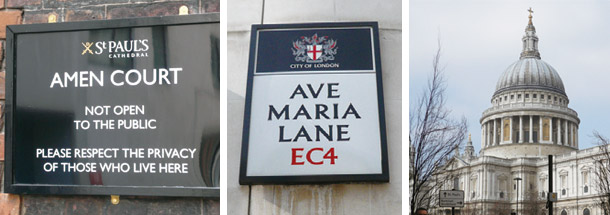 ST PAUL'S
CATHEDRAL
AMEN COURT
NOT OPEN
TO THE PUBLIC
PLEASE RESPECT THE PRIVACY
OF THOSE WHO LIVE HERE
CITY OF LONDON
AVE
MARIA
LANE
EC4